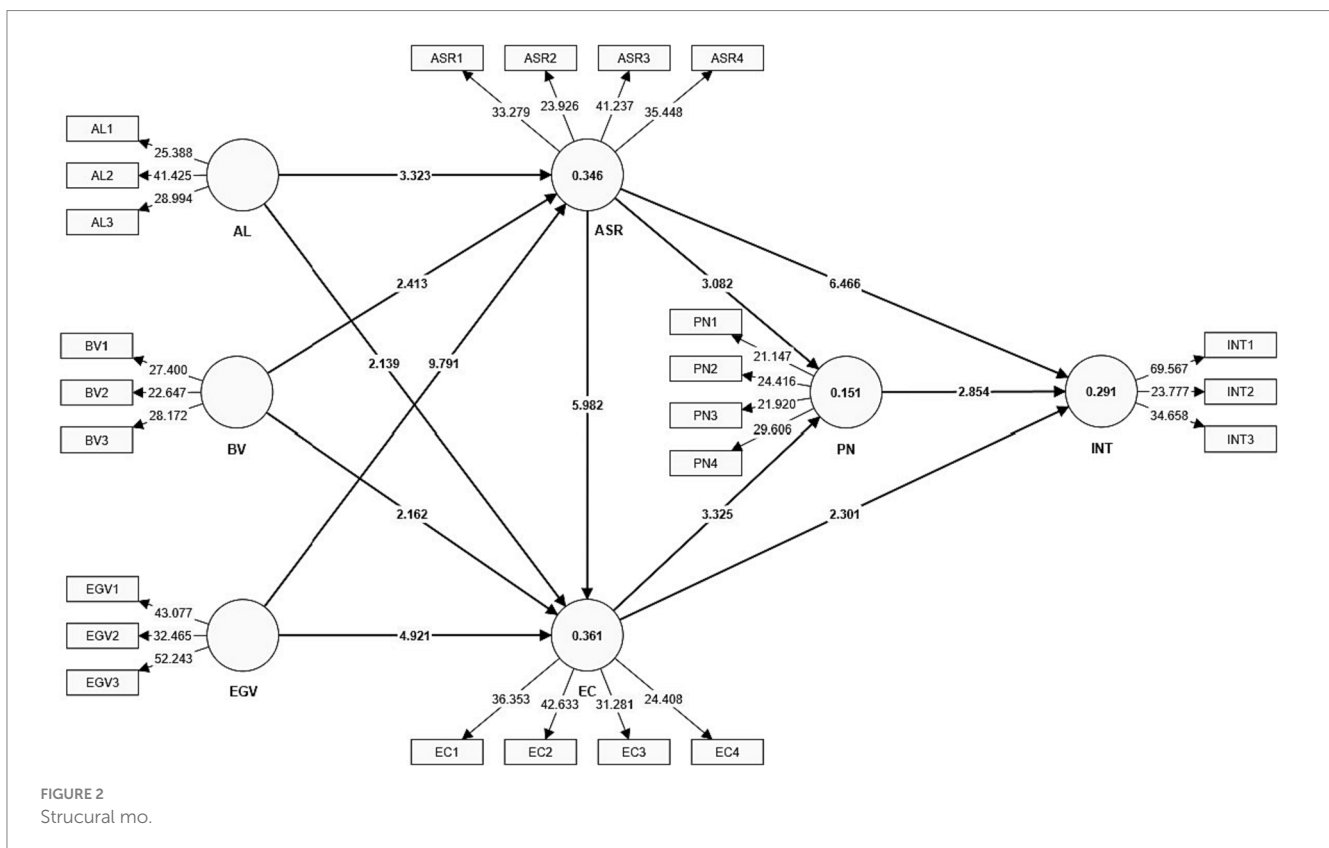 ASR1 ASR2 ASR3 ASR4
33.279 23.926 41.237 35.448
AL1
25.388
AL2 41.425
28.994
AL3
AL
3.323
0.346
ASR
2.413
3.082
6.466
BV1
27.400
BV2 22.647
28.172
BV3
BV
2.139 9.791
5.982
PN1
21.147
PN2
24.416
PN3 21.920
29.606
PN4
0.151
PN
2.854
0.291
INT
69.567 INT1
23.777 INT2
34.658 INT3
2.162
3.325
2.301
EGV1
43.077
EGV2 32.465
52.243
EGV3
EGV
4.921
0.361
EC
36.353 42.633 31.281 24.408
EC1 EC2 EC3 EC4
FIGURE 2
Strucural mo.